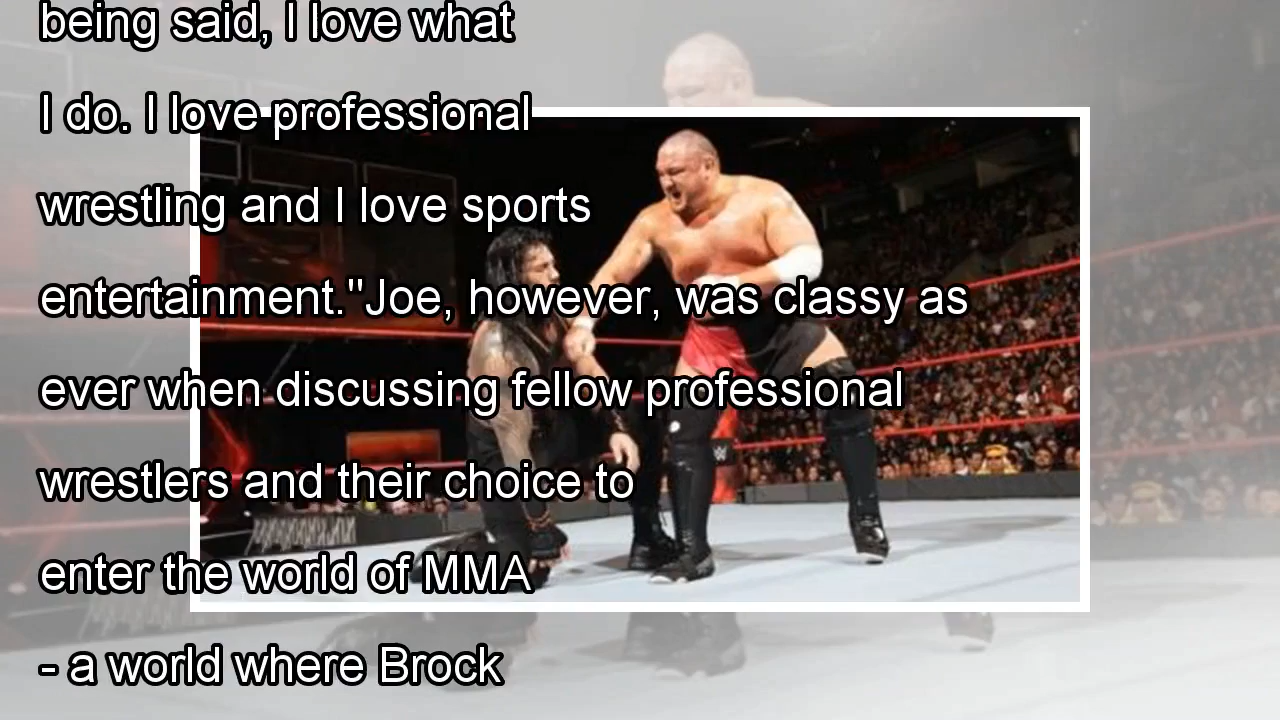 being said, I love what
I do. I love professional
wrestling and I love sports
entertainment."Joe, however, was classy as
ever when discussing fellow professional
wrestlers and their choice to
enter the world of MMA
- a world where Brock